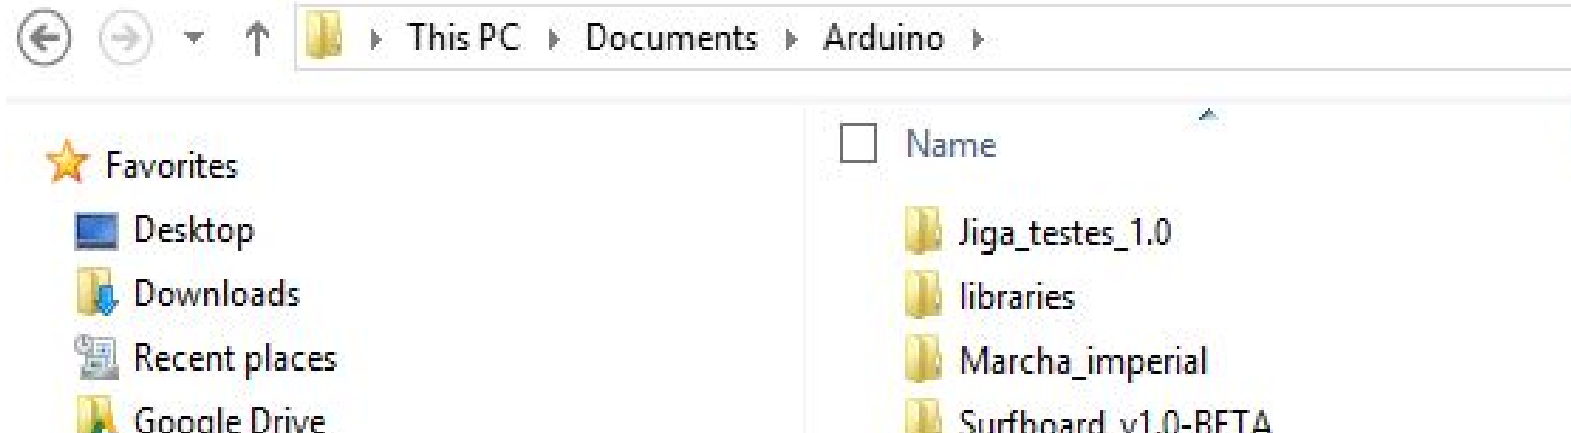 This PC Documents Arduino
Favorites
Desktop
Downloads
Recent places
Google Drive
Name
Jiga_testes_1.0
libraries
Marcha_imperial
Surfboard_v1.0-BETA